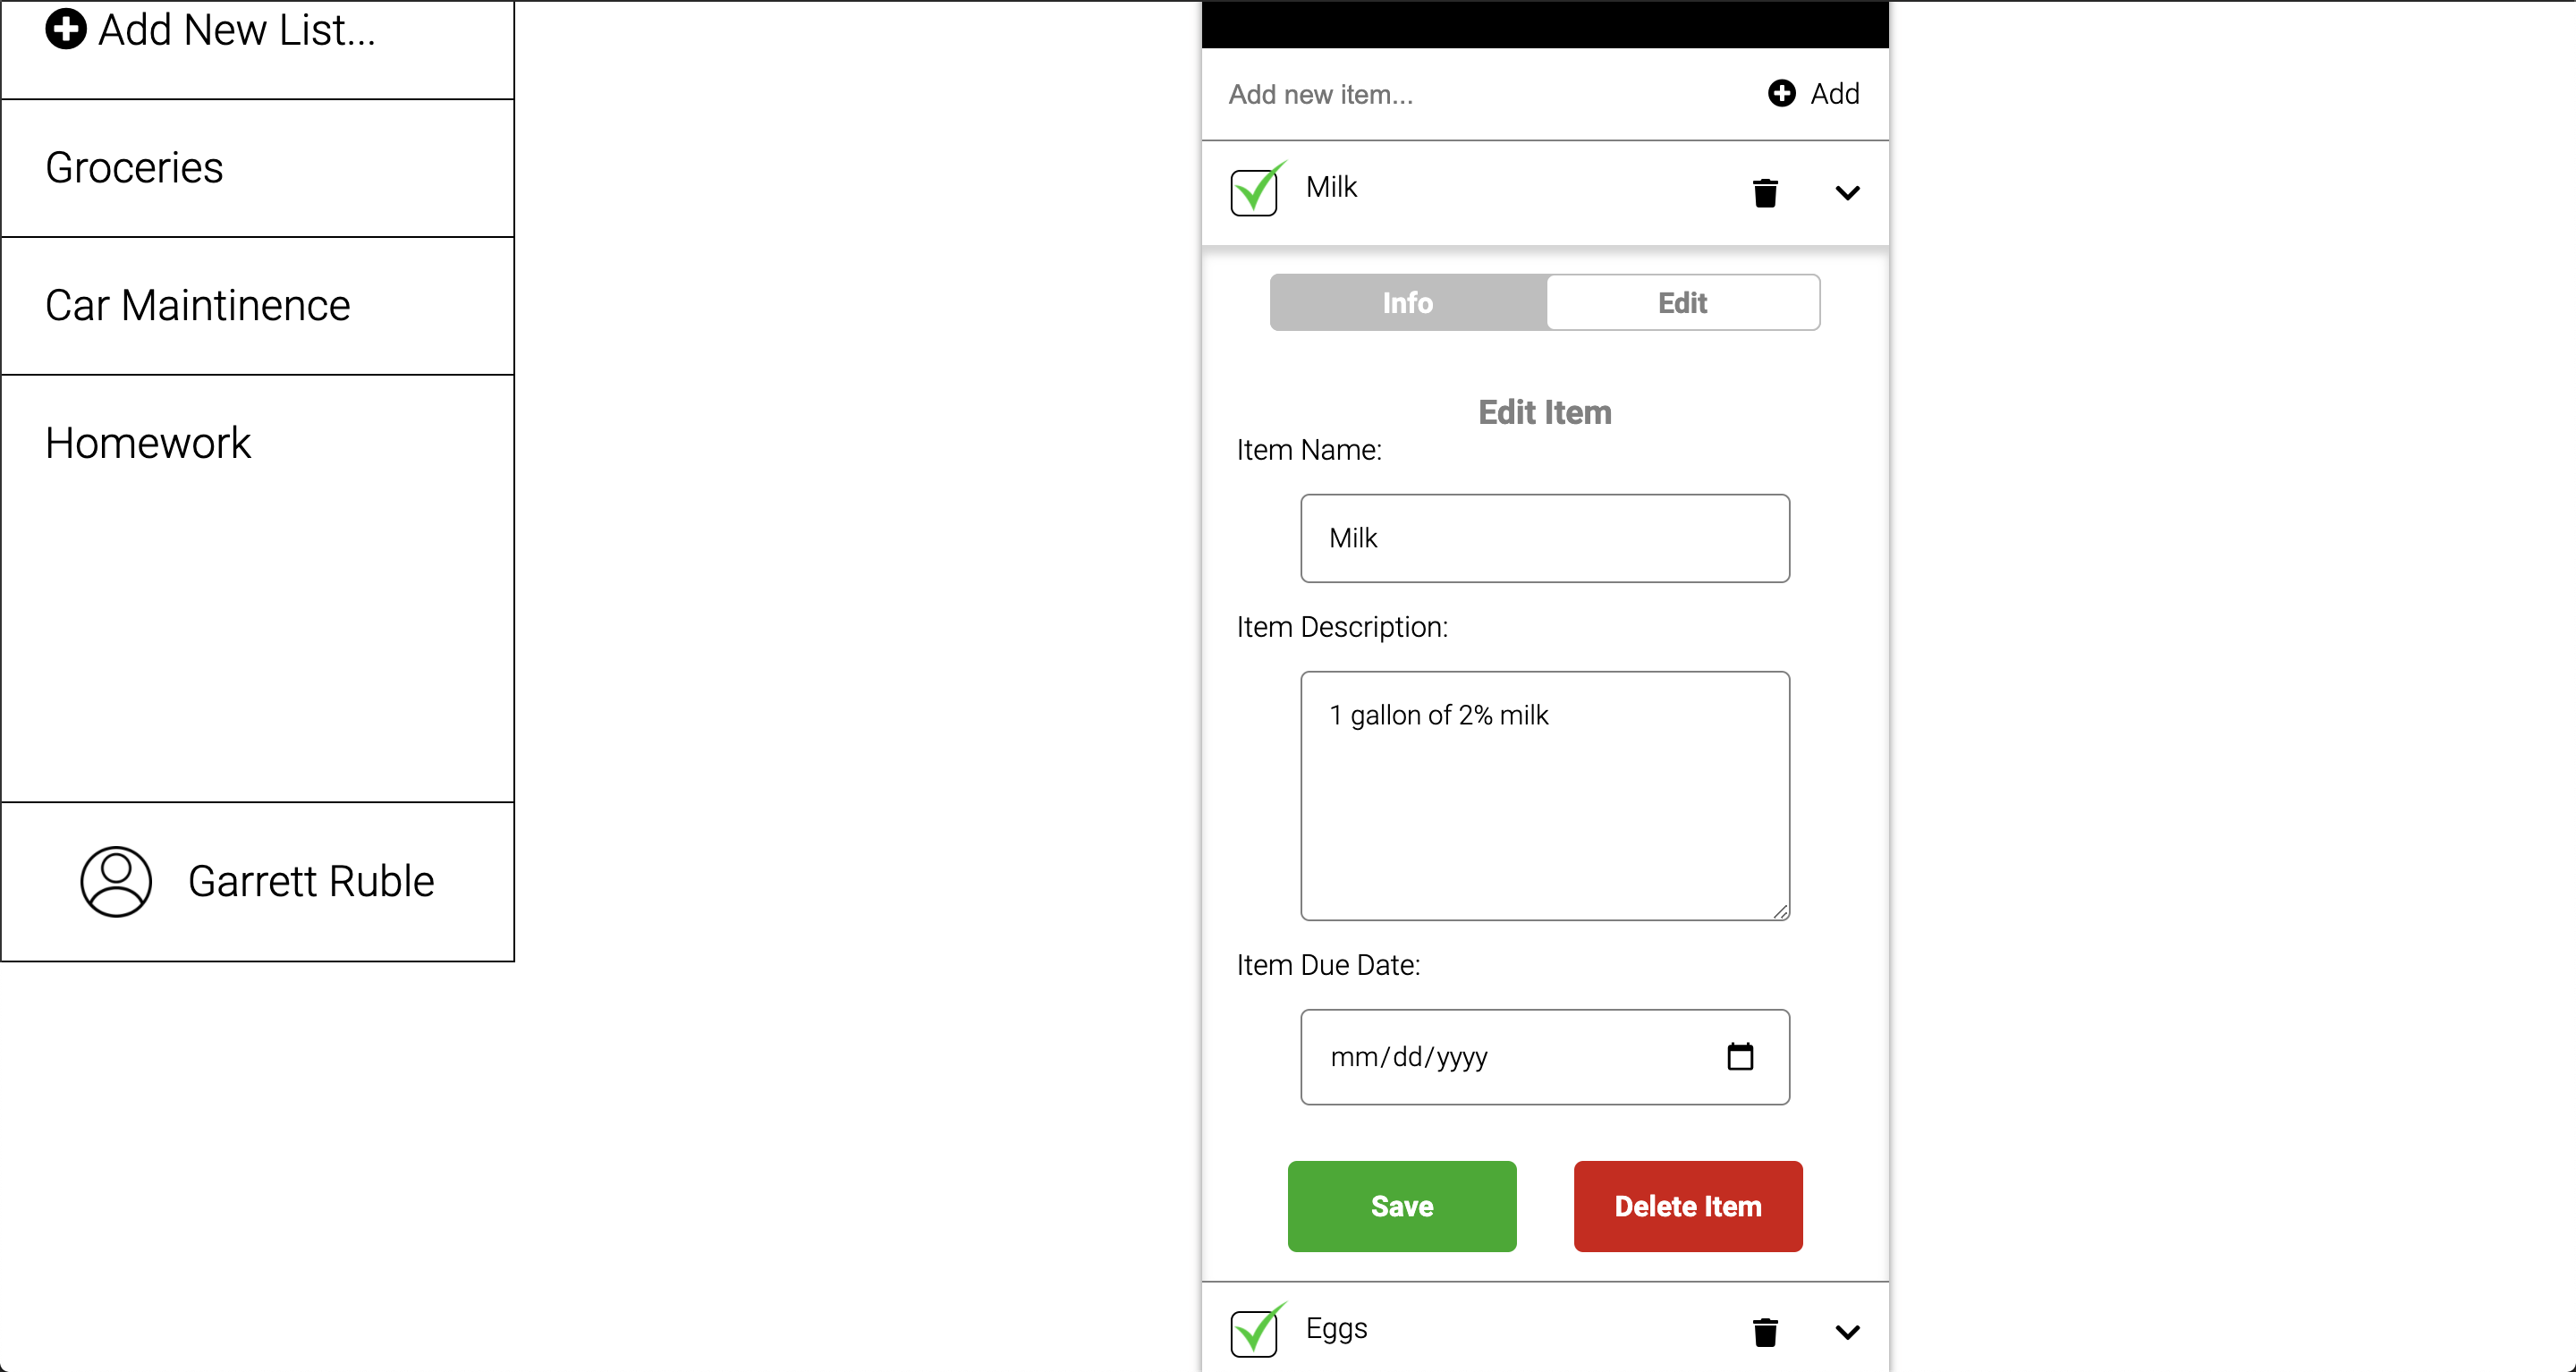 Add New List...
Groceries
Car Maintinence
Homework
Garrett Ruble
Add new item...
Add
Milk
Info
Edit
Edit Item
Item Name:
Milk
Item Description:
1 gallon of 2% milk
Item Due Date:
mm/dd/yyyy
Save
Delete Item
Eggs